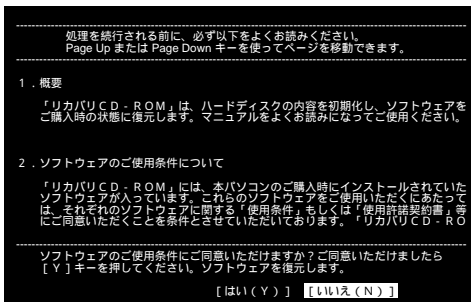 処理を続行される前に、必ず以下をよくお読みください。
Page Up または Page Down キーを使ってページを移動できます。
1．概要
「リカバリCD‐ROM」は、ハードディスクの内容を初期化し、ソフトウェアを
ご購入時の状態に復元します。マニュアルをよくお読みになってご使用ください。
2．ソフトウェアのご使用条件について
「リカバリCD‐ROM」には、本パソコンのご購入時にインストールされていた
ソフトウェアが入っています。これらのソフトウェアをご使用いただくにあたって
は、それぞれのソフトウェアに関する「使用条件」もしくは「使用許諾契約書」等
にご同意いただくことを条件とさせていただいております。「リカバリCD‐RO
ソフトウェアのご使用条件にご同意いただけますか？ご同意いただけましたら
［Y］キーを押してください。ソフトウェアを復元します。
［はい（Y）］ ［いいえ（N）］